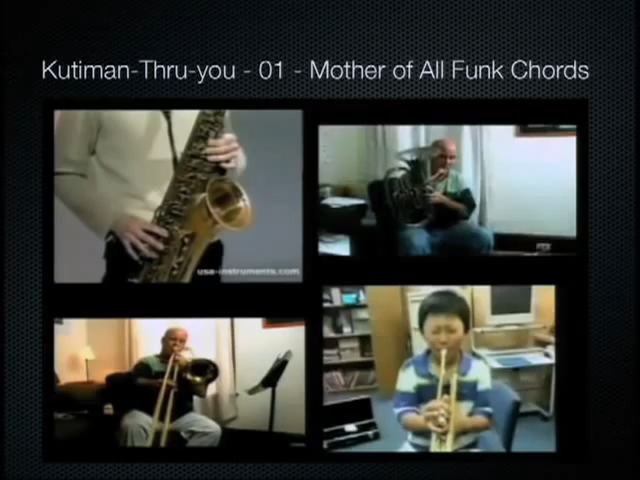 Kutiman-Thru-you - 01 - Mother of All Funk Chords
usa-instruments.com